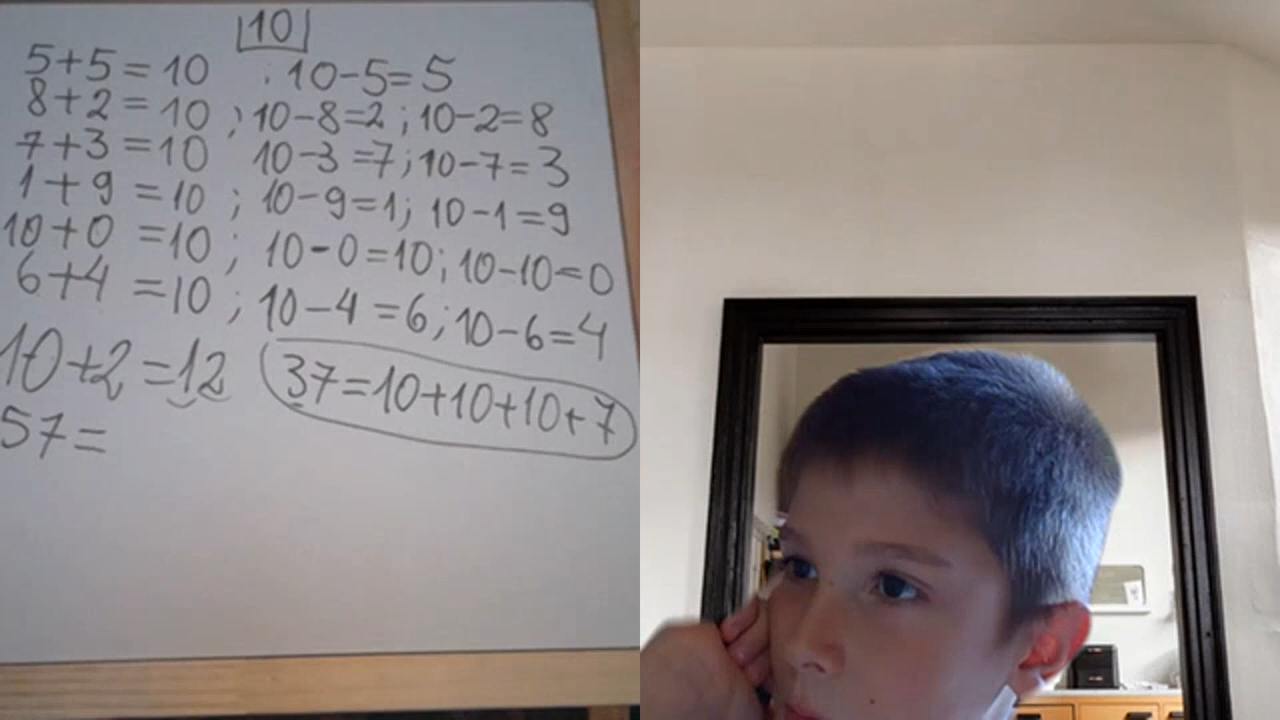 10
5+5=10 ; 10-5=5
8+2=10 ; 10-8=2 ; 10-2=8
7+3=10 10-3=7 ; 10-7=3
1+9=10 ; 10-9=1 ; 10-1=9
10+0=10 ; 10-0=10 ; 10-10=0
6+4=10 ; 10-4=6 ; 10-6=4
10+2=12 37=10+10+10+7
57=